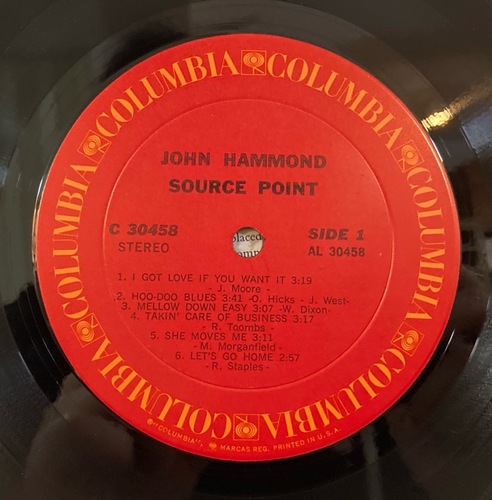 COLUMBIA COLUMBIA COLUMBIA COLUMBIA COLUMBIA COLUMBIA
JOHN HAMMOND
SOURCE POINT
C 30458
STEREO
placed
SIDE 1
AL 30458
1. I GOT LOVE IF YOU WANT IT 3:19
- J. Moore -
2. HOO-DOO BLUES 3:41 -O. Hicks - J. West-
3. MELLOW DOWN EASY 3:07 -W. Dixon-
4. TAKIN' CARE OF BUSINESS 3:17
- R. Toombs -
5. SHE MOVES ME 3:11
- M. Morganfield -
6. LET'S GO HOME 2:57
- R. Staples -
"COLUMBIA", MARCAS REG. PRINTED IN U.S.A.